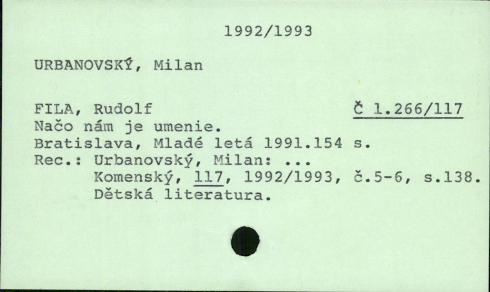 1992/1993
URBANOVSKÝ, Milan
FILA, Rudolf Č 1.266/117
Načo nám je umenie.
Bratislava, Mladé letá 1991.154 s.
Rec.: Urbanovský, Milan: ...
Komenský, 117, 1992/1993, č.5-6, s.138.
Dětská literatura.